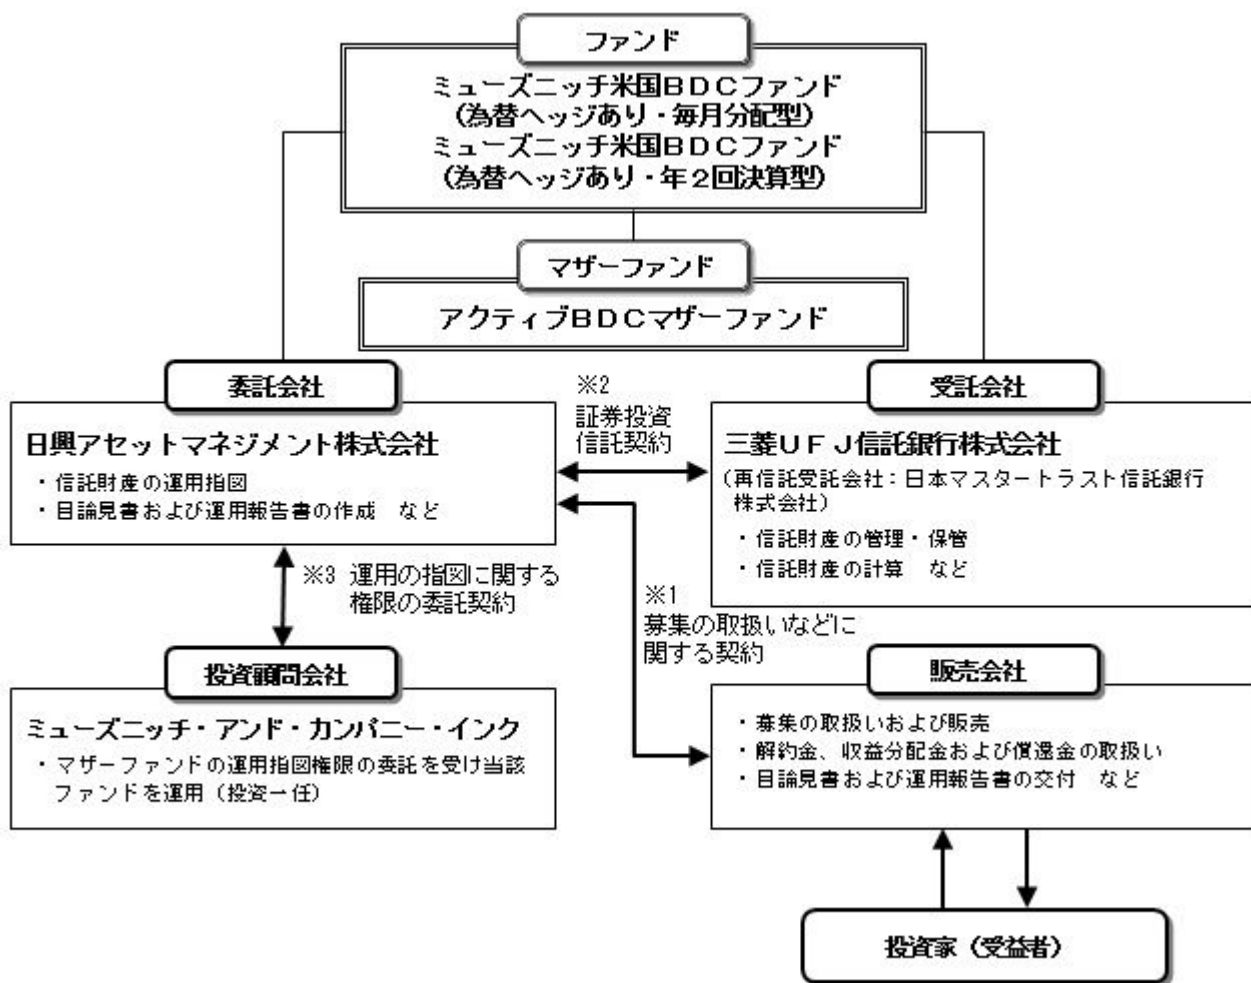 ファンド
ミューズニッチ米国ＢＤＣファンド
（為替ヘッジあり・毎月分配型）
ミューズニッチ米国ＢＤＣファンド
（為替ヘッジあり・年２回決算型）
マザーファンド
アクティブＢＤＣマザーファンド
委託会社
日興アセットマネジメント株式会社
・信託財産の運用指図
・目論見書および運用報告書の作成　など
※2
証券投資
信託契約
受託会社
三菱ＵＦＪ信託銀行株式会社
（再信託受託会社：日本マスタートラスト信託銀行
株式会社）
・信託財産の管理・保管
・信託財産の計算　など
※3 運用の指図に関する
権限の委託契約
※1
募集の取扱いなどに
関する契約
投資顧問会社
ミューズニッチ・アンド・カンパニー・インク
・マザーファンドの運用指図権限の委託を受け当該
ファンドを運用（投資一任）
販売会社
・募集の取扱いおよび販売
・解約金、収益分配金および償還金の取扱い
・目論見書および運用報告書の交付　など
投資家（受益者）